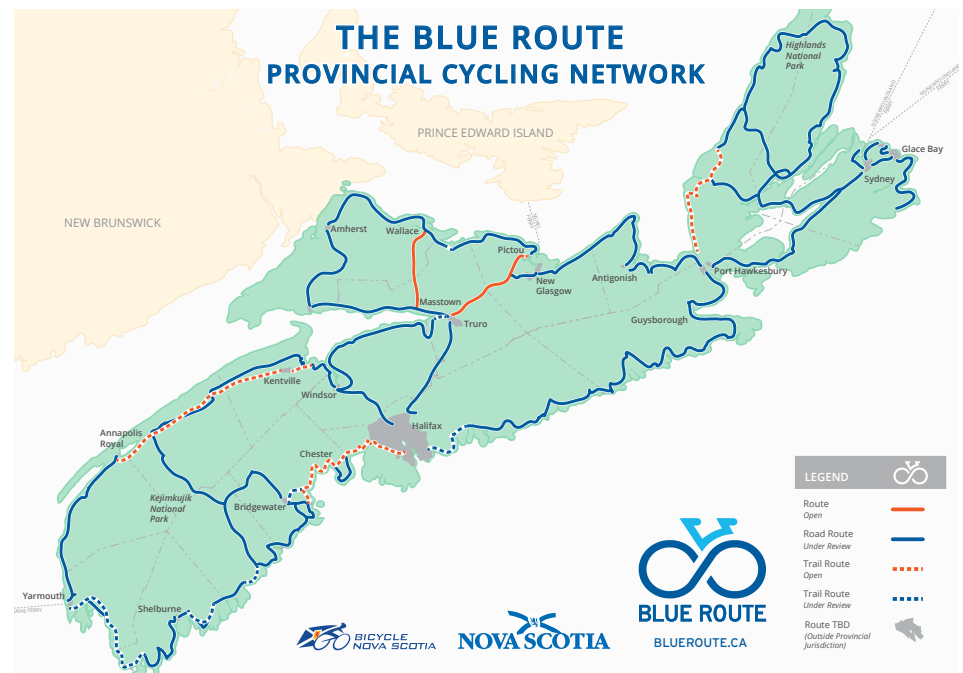 THE BLUE ROUTE
PROVINCIAL CYCLING NETWORK
Highlands
National
Park
PRINCE EDWARD ISLAND
Glace Bay
Sydney
NEW BRUNSWICK
Amherst
Wallace
Pictou
New
Glasgow
Antigonish
Port Hawkesbury
Masstown
Truro
Guysborough
Kentville
Windsor
Halifax
Annapolis
Royal
Chester
Kejimkujik
National
Park
Bridgewater
Yarmouth
Shelburne
LEGEND
Route
Open
Road Route
Under Review
Trail Route
Open
Trail Route
Under Review
Route TBD
(Outside Provincial
Jurisdiction)
BICYCLE
NOVA SCOTIA
NOVA SCOTIA
BLUE ROUTE
BLUEROUTE.CA